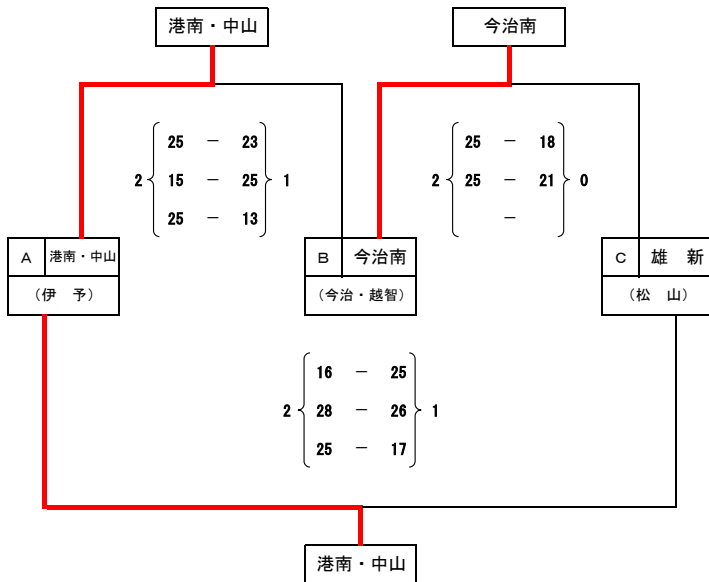 港南・中山 今治南
25 － 23 25 － 18
2 15 － 25 1 2 25 － 21 0
25 － 13 －
A 港南・中山 B 今治南 C 雄 新
（伊 予） （今治・越智） （松 山）
16 － 25
2 28 － 26 1
25 － 17
港南・中山